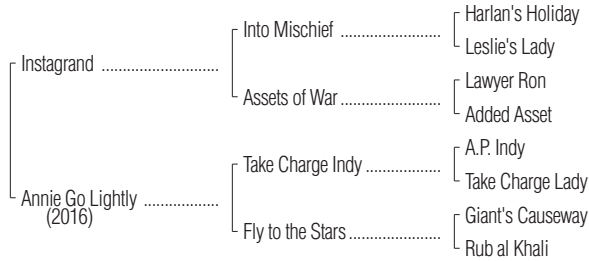 Harlan's Holiday
Into Mischief ....................
Leslie's Lady
Instagrand ........................
Lawyer Ron
Assets of War ....................
Added Asset
A.P. Indy
Take Charge Indy ...............
Take Charge Lady
Annie Go Lightly ...............
(2016)
Giant's Causeway
Fly to the Stars ..................
Rub al Khali